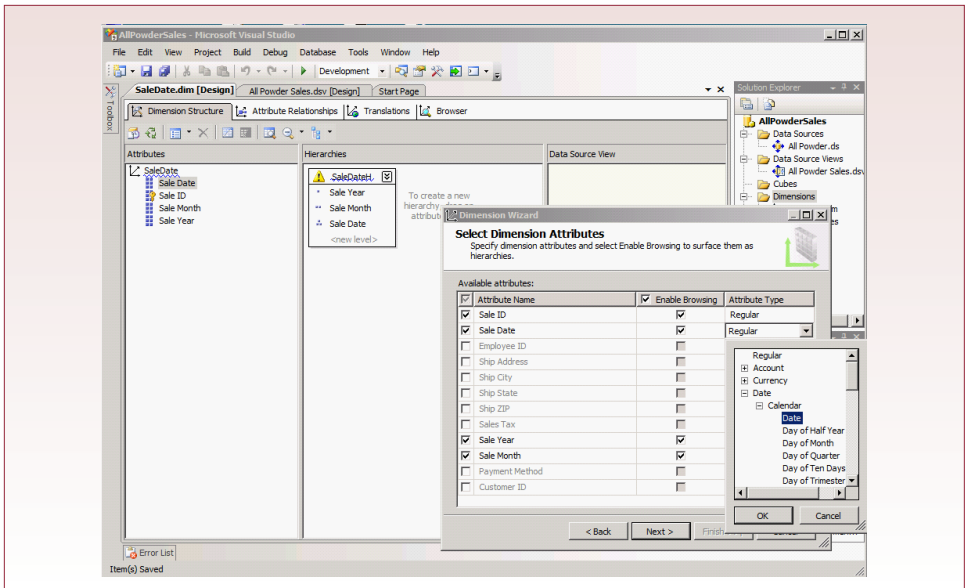 AllPowderSales - Microsoft Visual Studio
File Edit View Project Build Debug Database Tools Window Help
Development
SaleDate.dim [Design] All Powder Sales.dsv [Design] Start Page
Toolbox
Dimension Structure Attribute Relationships Translations Browser
Attributes
SaleDate
Sale Date
Sale ID
Sale Month
Sale Year
Hierarchies
SaleDateH.
Sale Year
Sale Month
Sale Date
<new level>
To create a new
hierarchy
attribut
Data Source View
Solution Explorer
AllPowderSales
Data Sources
All Powder.ds
Data Source Views
All Powder Sales.dsv
Cubes
Dimensions
Dimension Wizard
Select Dimension Attributes
Specify dimension attributes and select Enable Browsing to surface them as
hierarchies.
Available attributes:
Attribute Name Enable Browsing Attribute Type
Sale ID Regular
Sale Date Regular
Employee ID
Ship Address
Ship City
Ship State
Ship ZIP
Sales Tax
Sale Year
Sale Month
Payment Method
Customer ID
Regular
Account
Currency
Date
Calendar
Date
Day of Half Year
Day of Month
Day of Quarter
Day of Ten Days
Day of Trimester
OK Cancel
< Back Next > Finish
Error List
Item(s) Saved